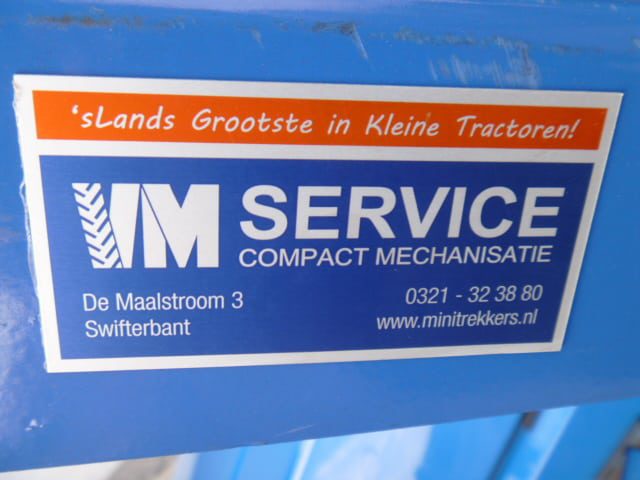 ‘sLands Grootste in Kleine Tractoren!
VM SERVICE
COMPACT MECHANISATIE
De Maalstroom 3
Swifterbant
0321 - 32 38 80
www.minitrekkers.nl